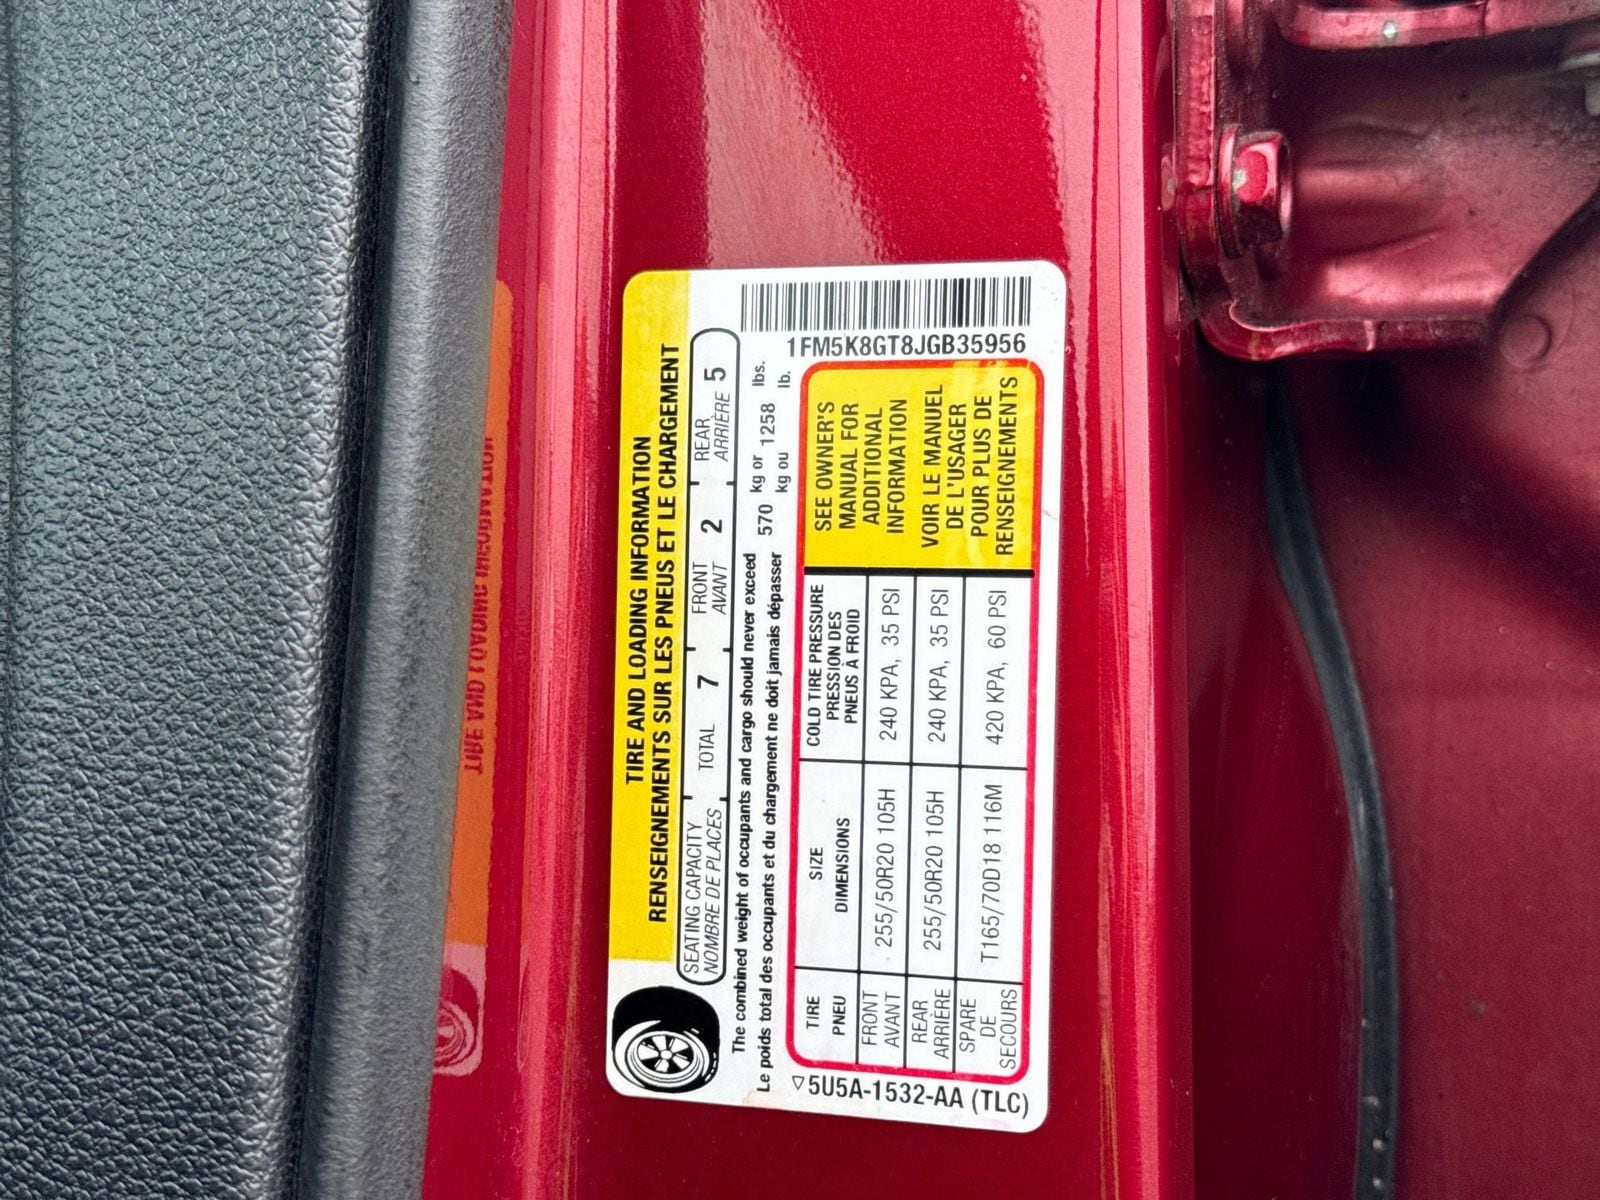 TIRE AND LOADING INFORMATION
RENSEIGNEMENTS SUR LES PNEUS ET LE CHARGEMENT
SEATING CAPACITY TOTAL 7 FRONT 2 REAR 5
NOMBRE DE PLACES AVANT ARRIÈRE
The combined weight of occupants and cargo should never exceed 570 kg or 1258 lbs.
Le poids total des occupants et du chargement ne doit jamais dépasser kg ou lb.
1FM5K8GT8JGB35956
TIRE SIZE COLD TIRE PRESSURE
PNEU DIMENSIONS PRESSION DES
PNEUS À FROID
FRONT 255/50R20 105H 240 KPA, 35 PSI
AVANT
REAR 255/50R20 105H 240 KPA, 35 PSI
ARRIÈRE
SPARE T165/70D18 116M 420 KPA, 60 PSI
DE
SECOURS
SEE OWNER'S
MANUAL FOR
ADDITIONAL
INFORMATION
VOIR LE MANUEL
DE L'USAGER
POUR PLUS DE
RENSEIGNEMENTS
5U5A-1532-AA (TLC)
TIRE AND LOADING INFORMATION